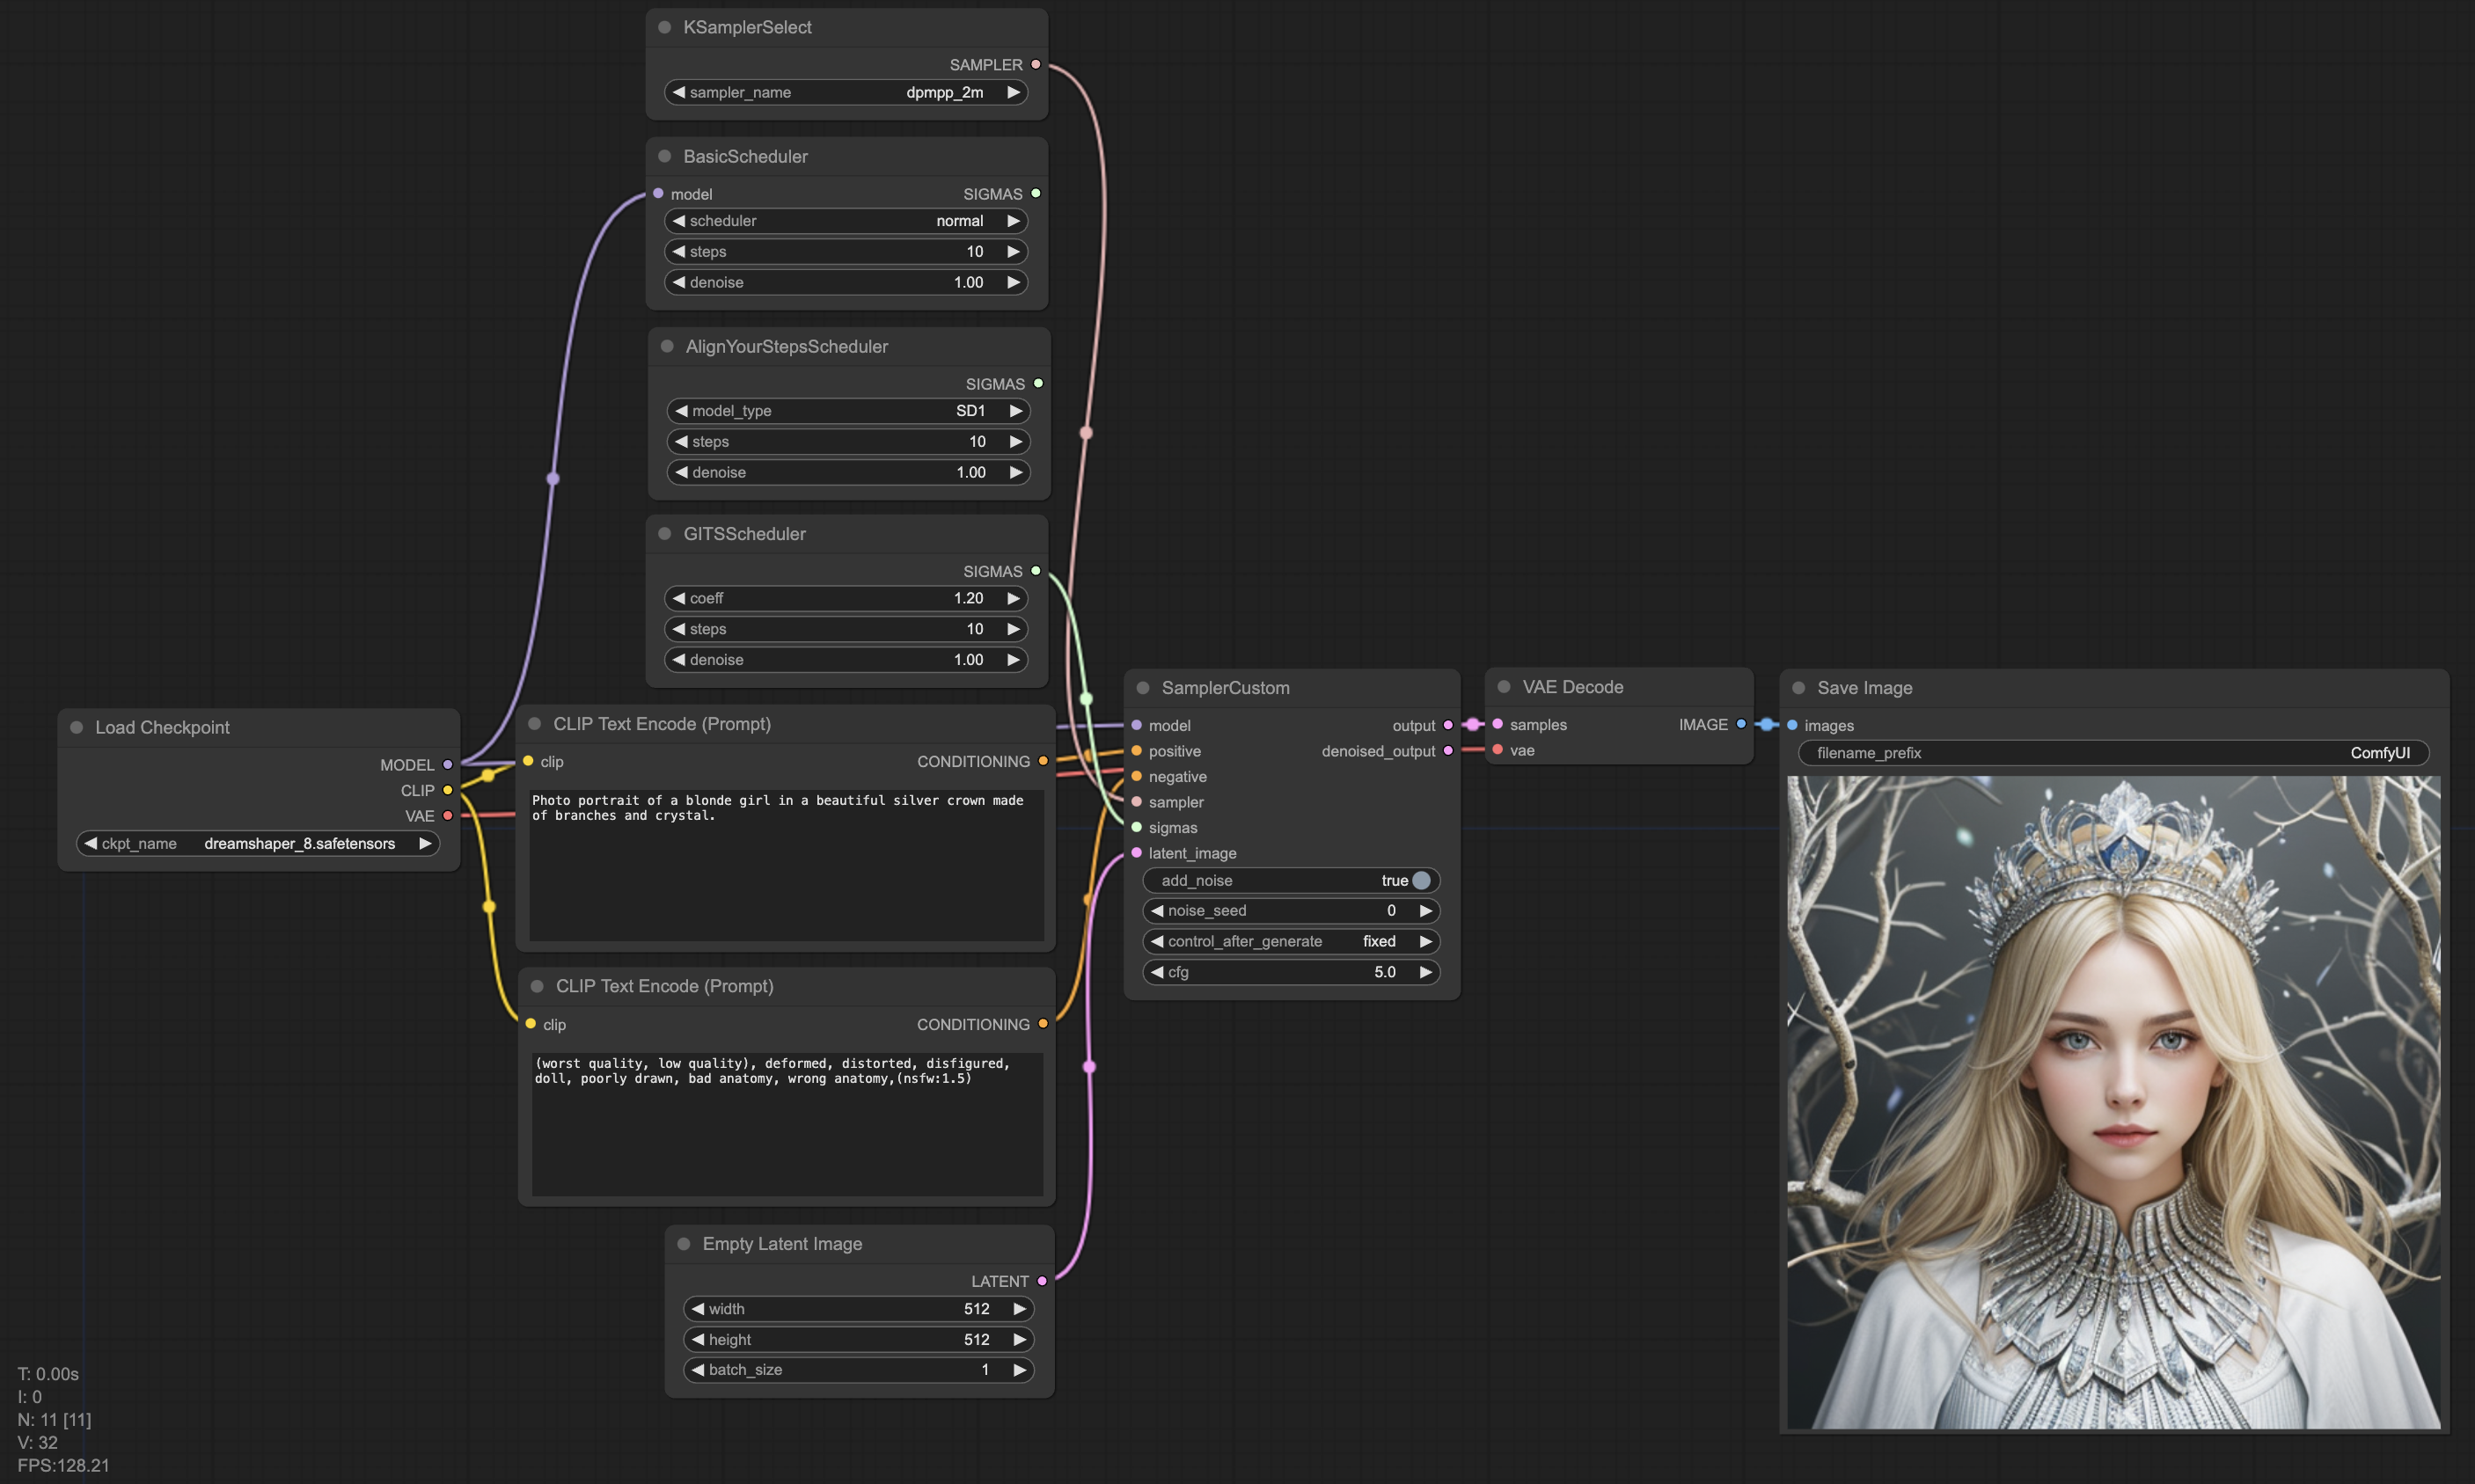 KSamplerSelect
SAMPLER
sampler_name dpmpp_2m
BasicScheduler
model SIGMAS
scheduler normal
steps 10
denoise 1.00
AlignYourStepsScheduler
SIGMAS
model_type SD1
steps 10
denoise 1.00
GITSScheduler
SIGMAS
coeff 1.20
steps 10
denoise 1.00
Load Checkpoint
MODEL
CLIP
VAE
ckpt_name dreamshaper_8.safetensors
CLIP Text Encode (Prompt)
clip CONDITIONING
Photo portrait of a blonde girl in a beautiful silver crown made
of branches and crystal.
CLIP Text Encode (Prompt)
clip CONDITIONING
(worst quality, low quality), deformed, distorted, disfigured,
doll, poorly drawn, bad anatomy, wrong anatomy,(nsfw:1.5)
Empty Latent Image
LATENT
width 512
height 512
batch_size 1
SamplerCustom
model output
positive denoised_output
negative
sampler
sigmas
latent_image
add_noise true
noise_seed 0
control_after_generate fixed
cfg 5.0
VAE Decode
samples IMAGE
vae
Save Image
images
filename_prefix ComfyUI
T: 0.00s
I: 0
N: 11 [11]
V: 32
FPS:128.21